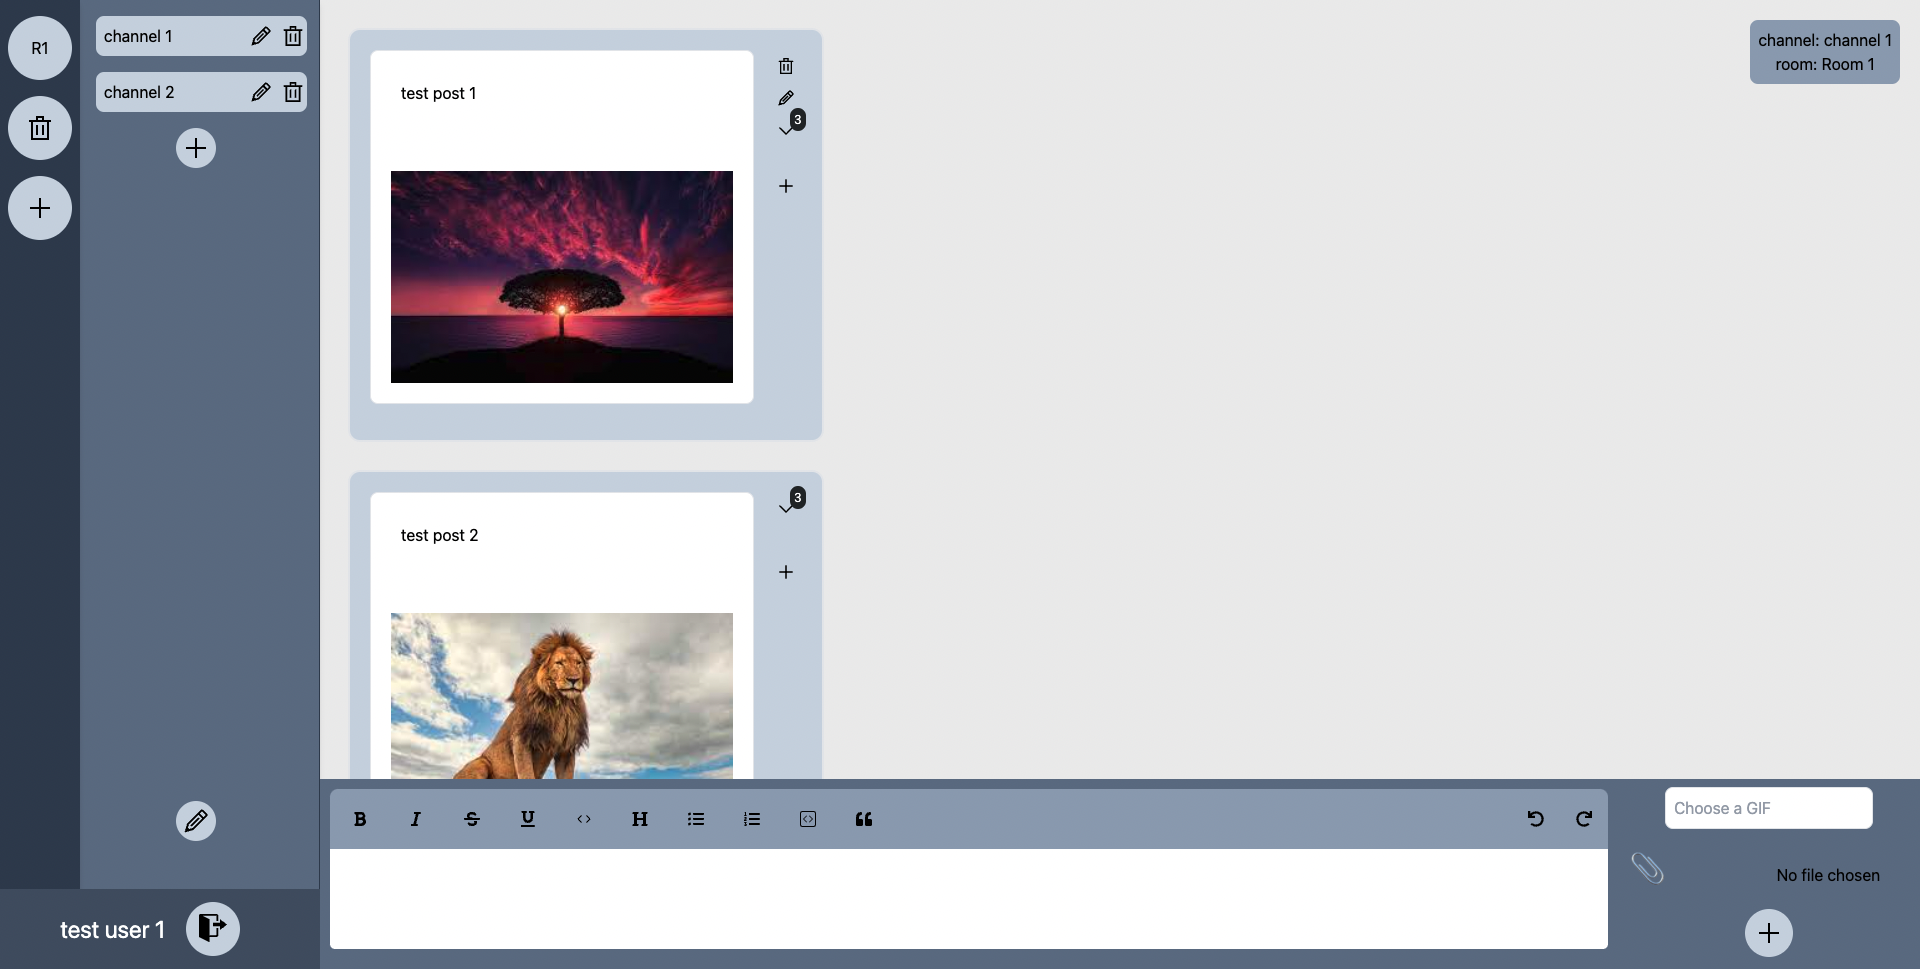 R1
channel 1
channel 2
test user 1
test post 1
3
test post 2
3
channel: channel 1
room: Room 1
B I S U <> H
Choose a GIF
No file chosen